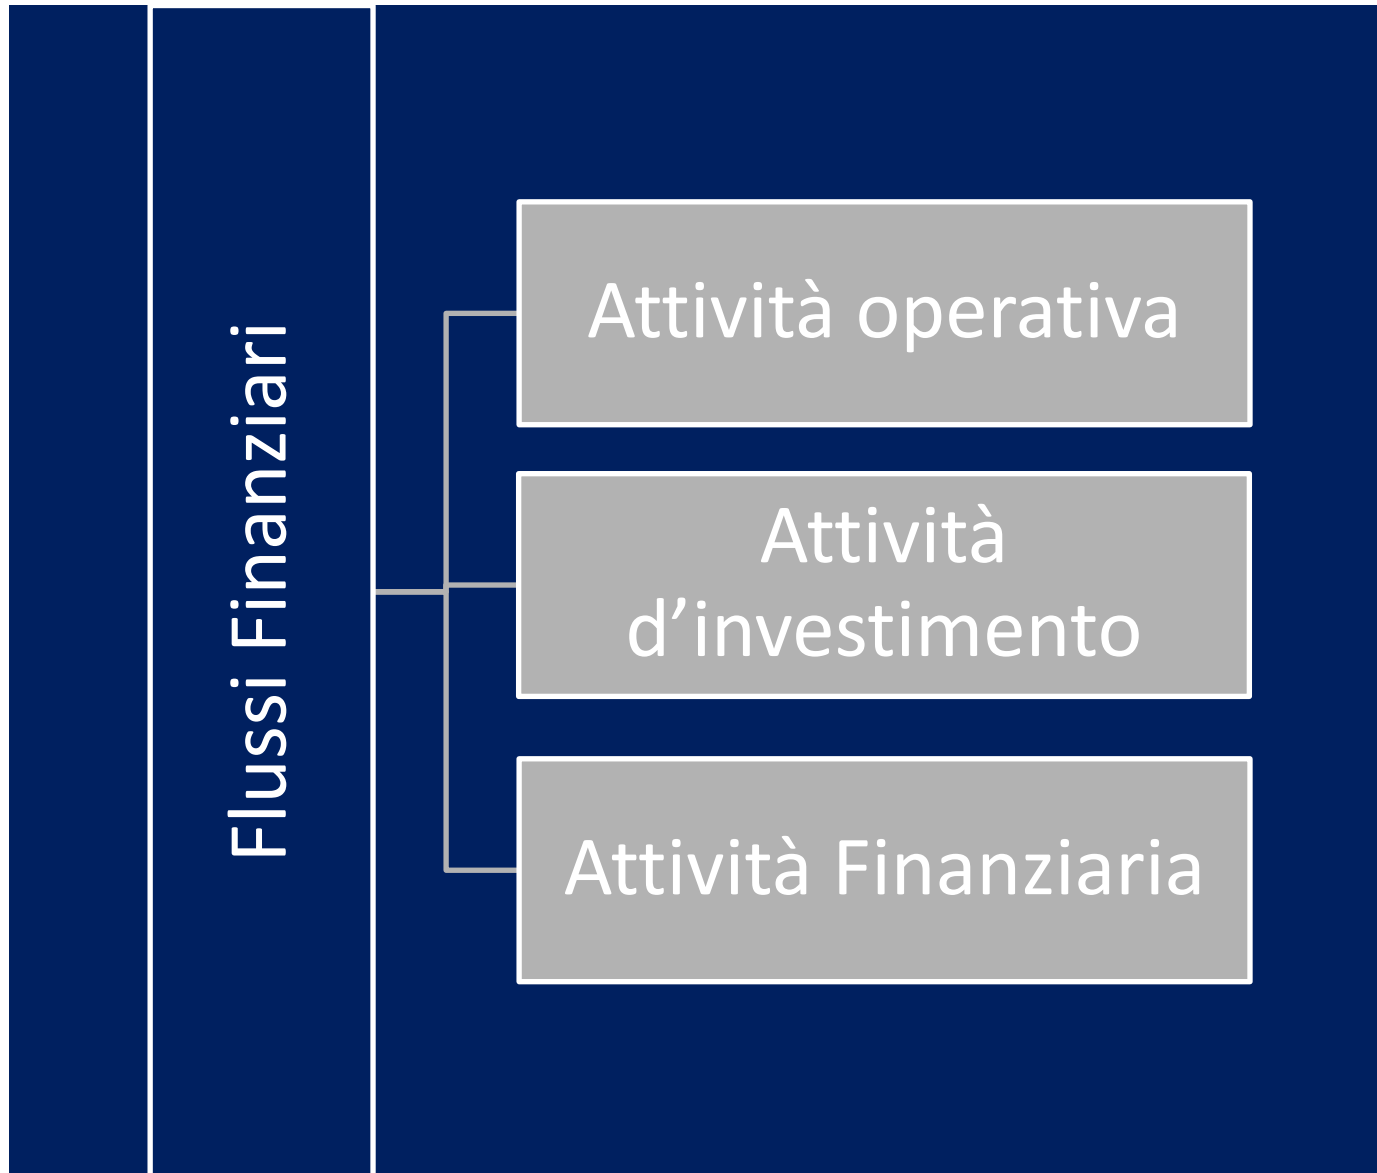 Flussi Finanziari
Attività operativa
Attività
d’investimento
Attività Finanziaria